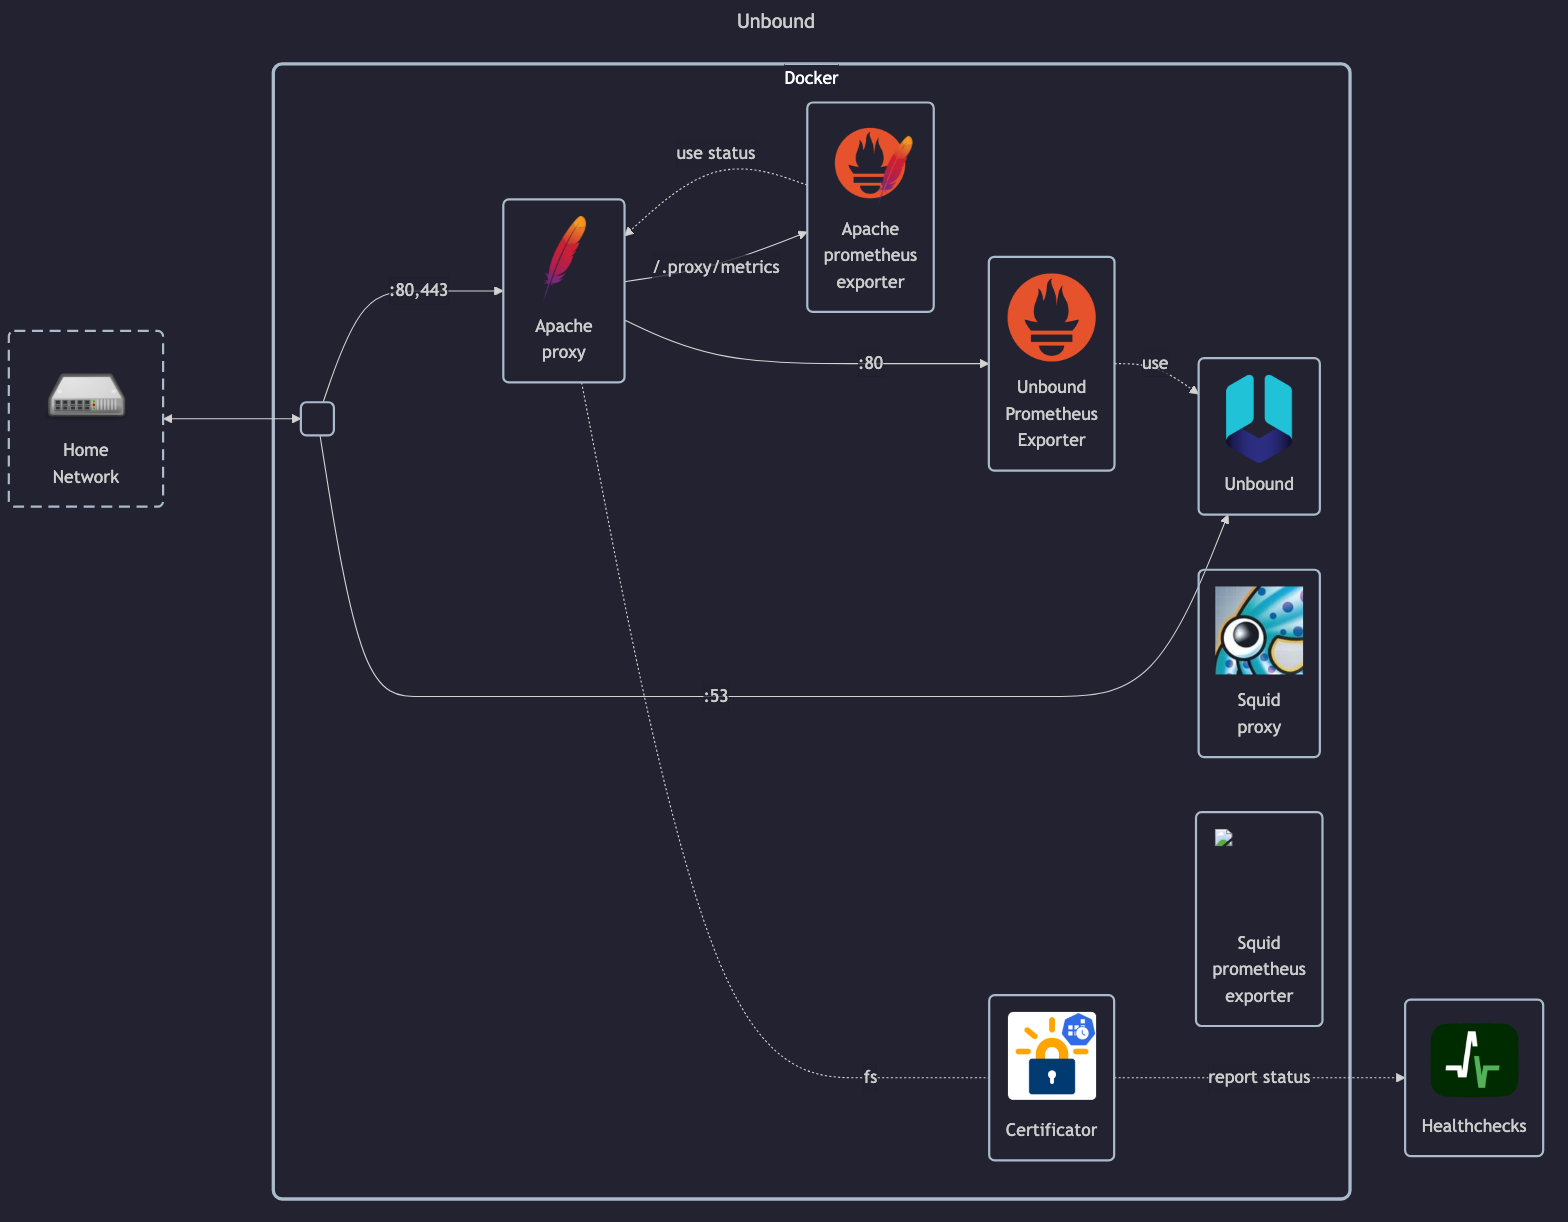 Unbound
Docker
use status
Apache
prometheus
exporter
/.proxy/metrics
:80,443
Apache
proxy
:80
Unbound
Prometheus
Exporter
use
Unbound
Home
Network
:53
Squid
proxy
Squid
prometheus
exporter
fs
Certificator
report status
Healthchecks